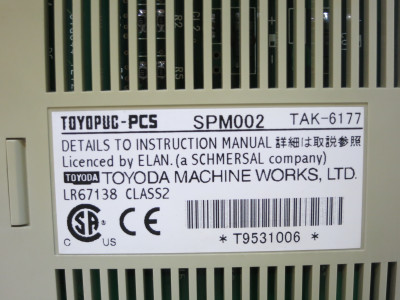 TOYOPUC-PCS SPM002 TAK-6177
DETAILS TO INSTRUCTION MANUAL 詳細は取説参照
Licenced by ELAN. (a SCHMERSAL company)
TOYODA TOYODA MACHINE WORKS, LTD.
LR67138 CLASS2
SA
C US
CE
* T9531006 *